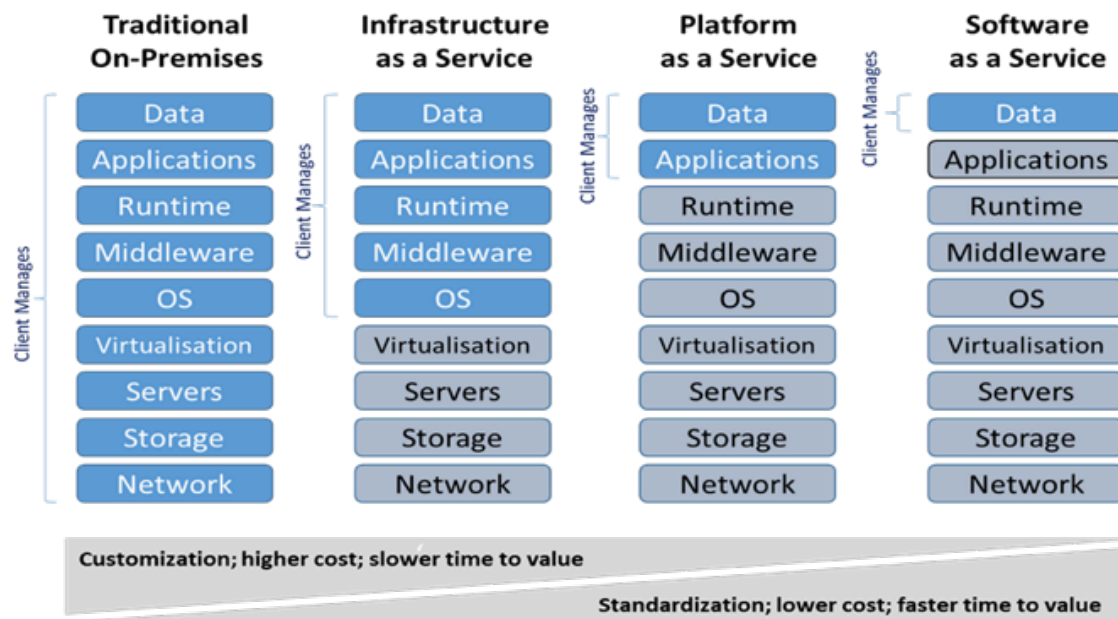 Traditional
On-Premises
Client Manages
Data
Applications
Runtime
Middleware
OS
Virtualisation
Servers
Storage
Network
Infrastructure
as a Service
Client Manages
Data
Applications
Runtime
Middleware
OS
Virtualisation
Servers
Storage
Network
Platform
as a Service
Client Manages
Data
Applications
Runtime
Middleware
OS
Virtualisation
Servers
Storage
Network
Software
as a Service
Client Manages
Data
Applications
Runtime
Middleware
OS
Virtualisation
Servers
Storage
Network
Customization; higher cost; slower time to value
Standardization; lower cost; faster time to value